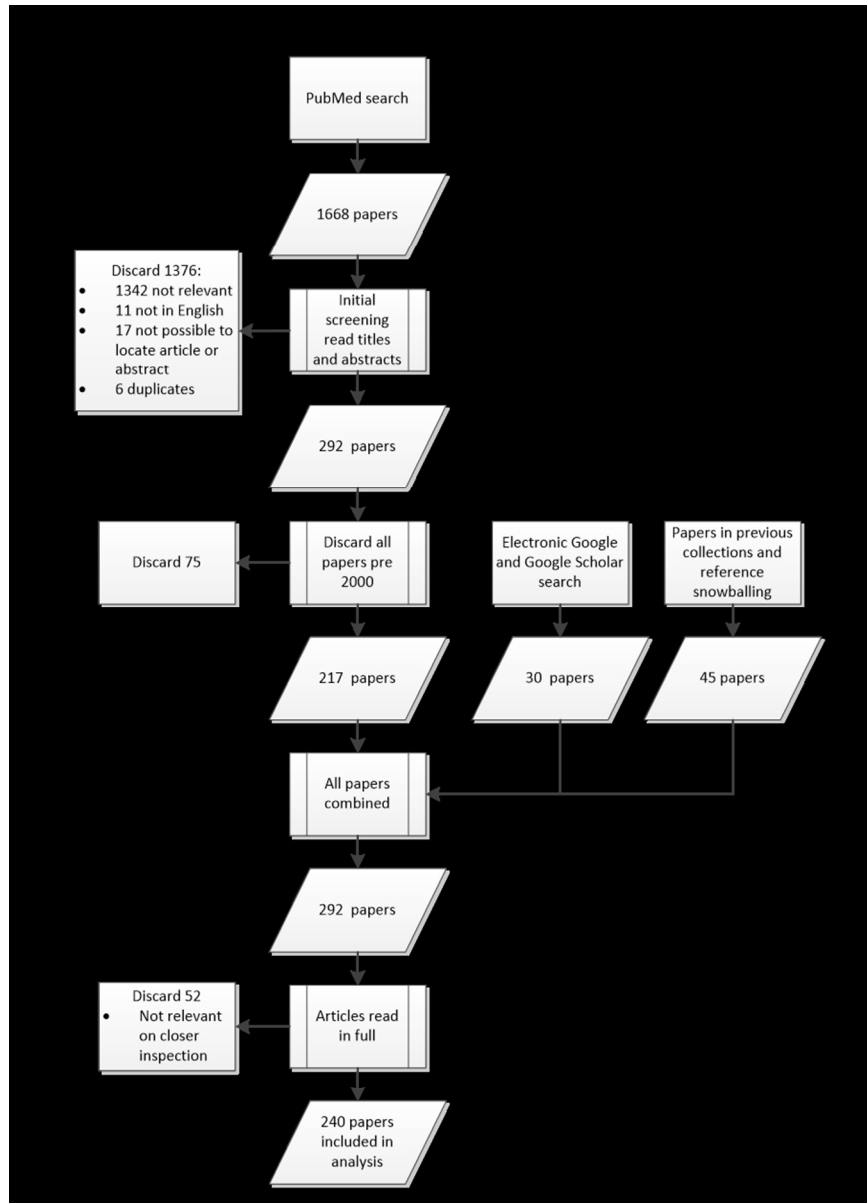 PubMed search
1668 papers
Discard 1376:
• 1342 not relevant
• 11 not in English
• 17 not possible to
locate article or
abstract
• 6 duplicates
Initial
screening
read titles
and abstracts
292 papers
Discard 75
Discard all
papers pre
2000
Electronic Google
and Google Scholar
search
Papers in previous
collections and
reference
snowballing
217 papers
30 papers
45 papers
All papers
combined
292 papers
Discard 52
• Not relevant
on closer
inspection
Articles read
in full
240 papers
included in
analysis